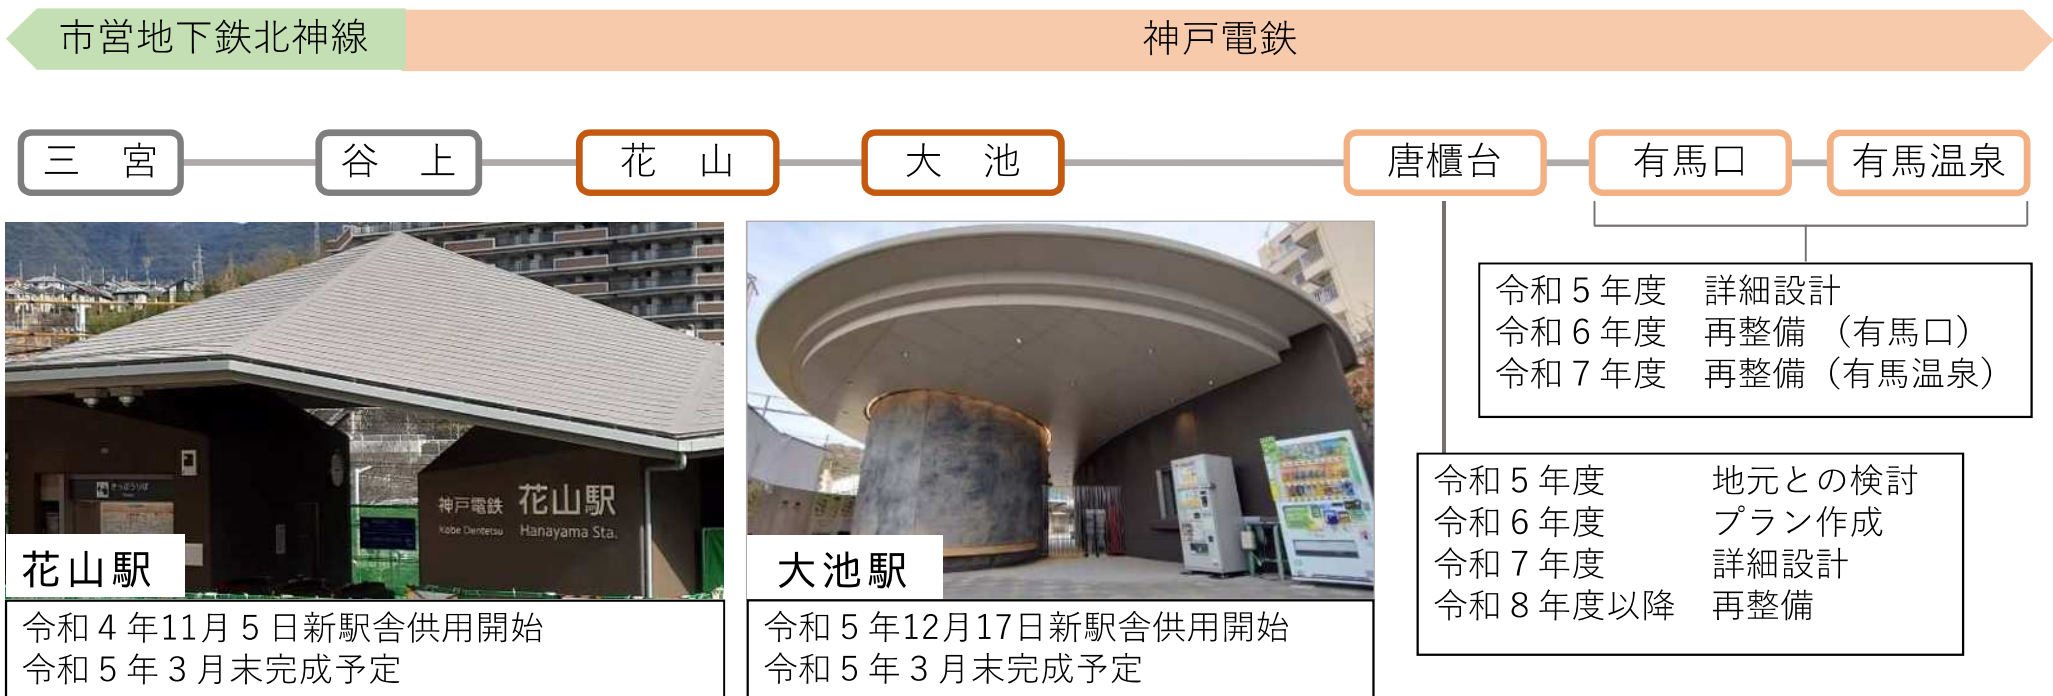 市営地下鉄北神線
神戸電鉄
三 宮
谷 上
花 山
大 池
唐櫃台
有馬口
有馬温泉
きっぷうりば
神戸電鉄 花山駅
Kobe Dentetsu Hanayama Sta.
花山駅
令和4年11月5日新駅舎供用開始
令和5年3月末完成予定
大池駅
令和5年12月17日新駅舎供用開始
令和5年3月末完成予定
令和5年度 詳細設計
令和6年度 再整備 (有馬口)
令和7年度 再整備(有馬温泉)
令和5年度 地元との検討
令和6年度 プラン作成
令和7年度 詳細設計
令和8年度以降 再整備